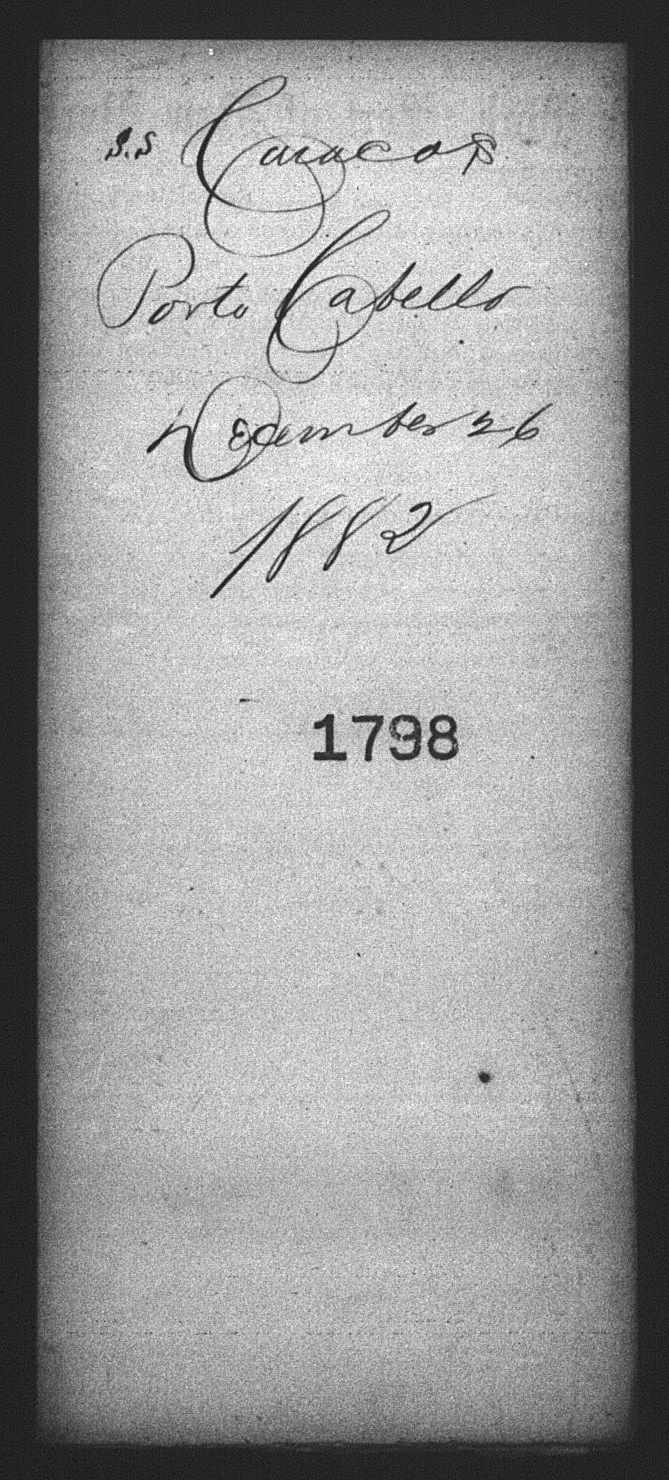 S.S Caracas
Porto Cabello
December 26
1882
1798